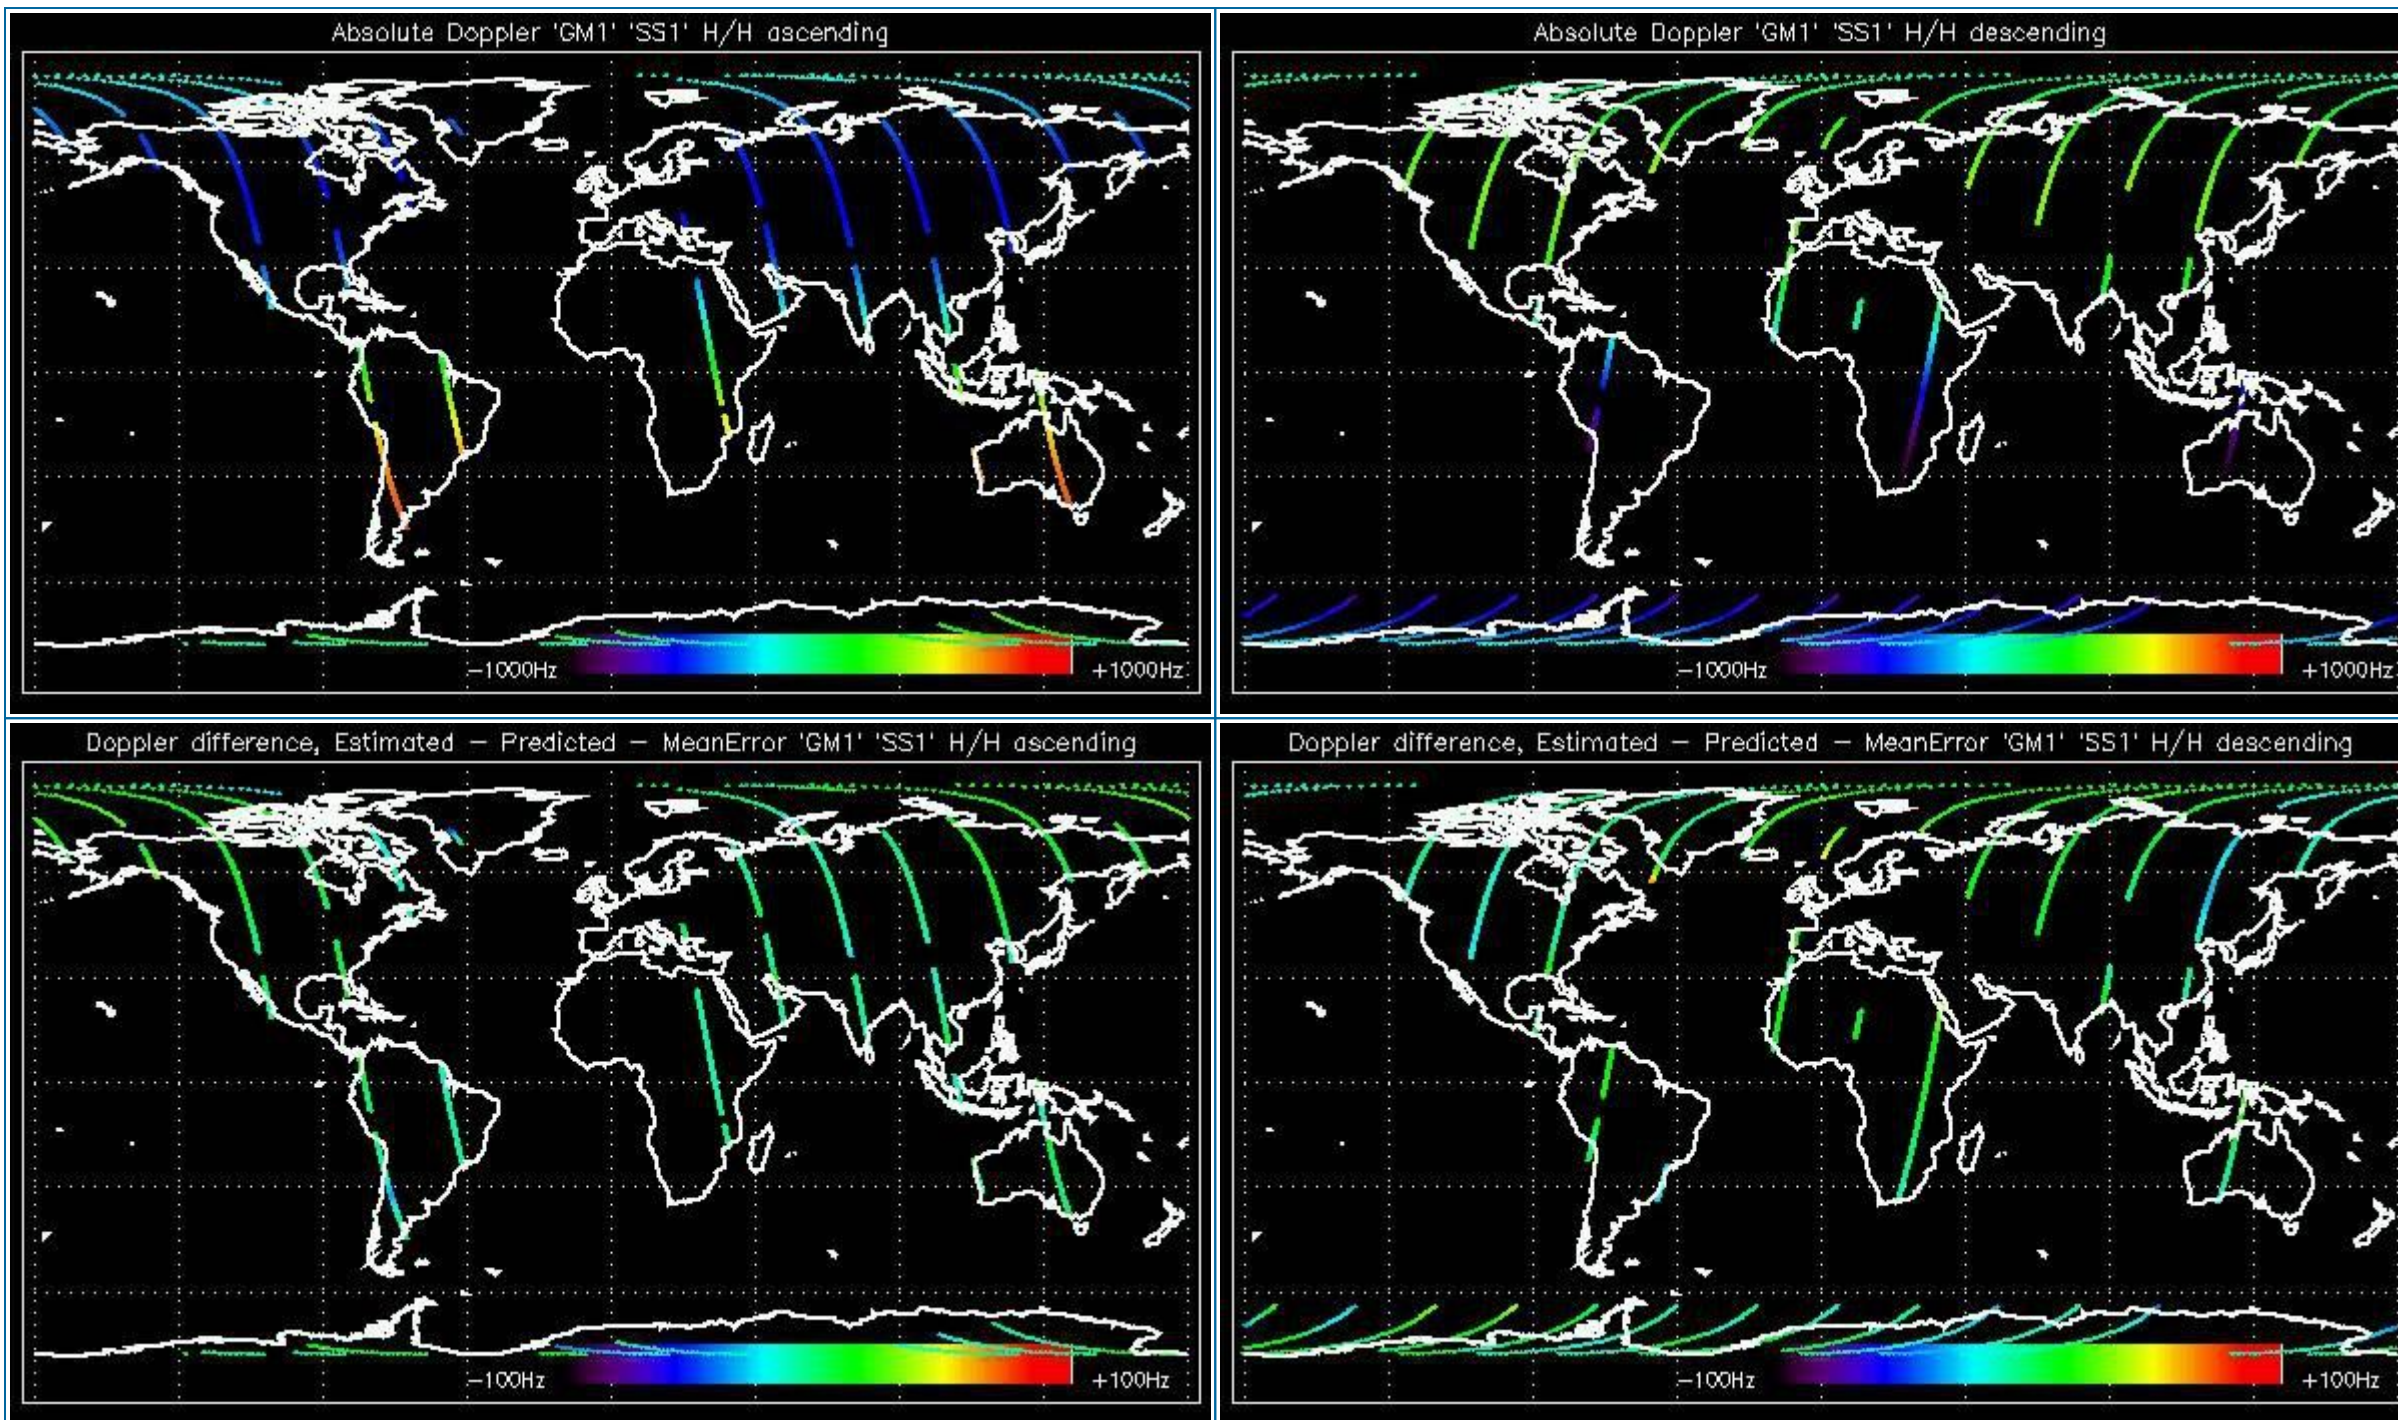 Absolute Doppler 'GM1' 'SS1' H/H ascending
−1000Hz
+1000Hz
Absolute Doppler 'GM1' 'SS1' H/H descending
−1000Hz
+1000Hz
Doppler difference, Estimated − Predicted − MeanError 'GM1' 'SS1' H/H ascending
−100Hz
+100Hz
Doppler difference, Estimated − Predicted − MeanError 'GM1' 'SS1' H/H descending
−100Hz
+100Hz